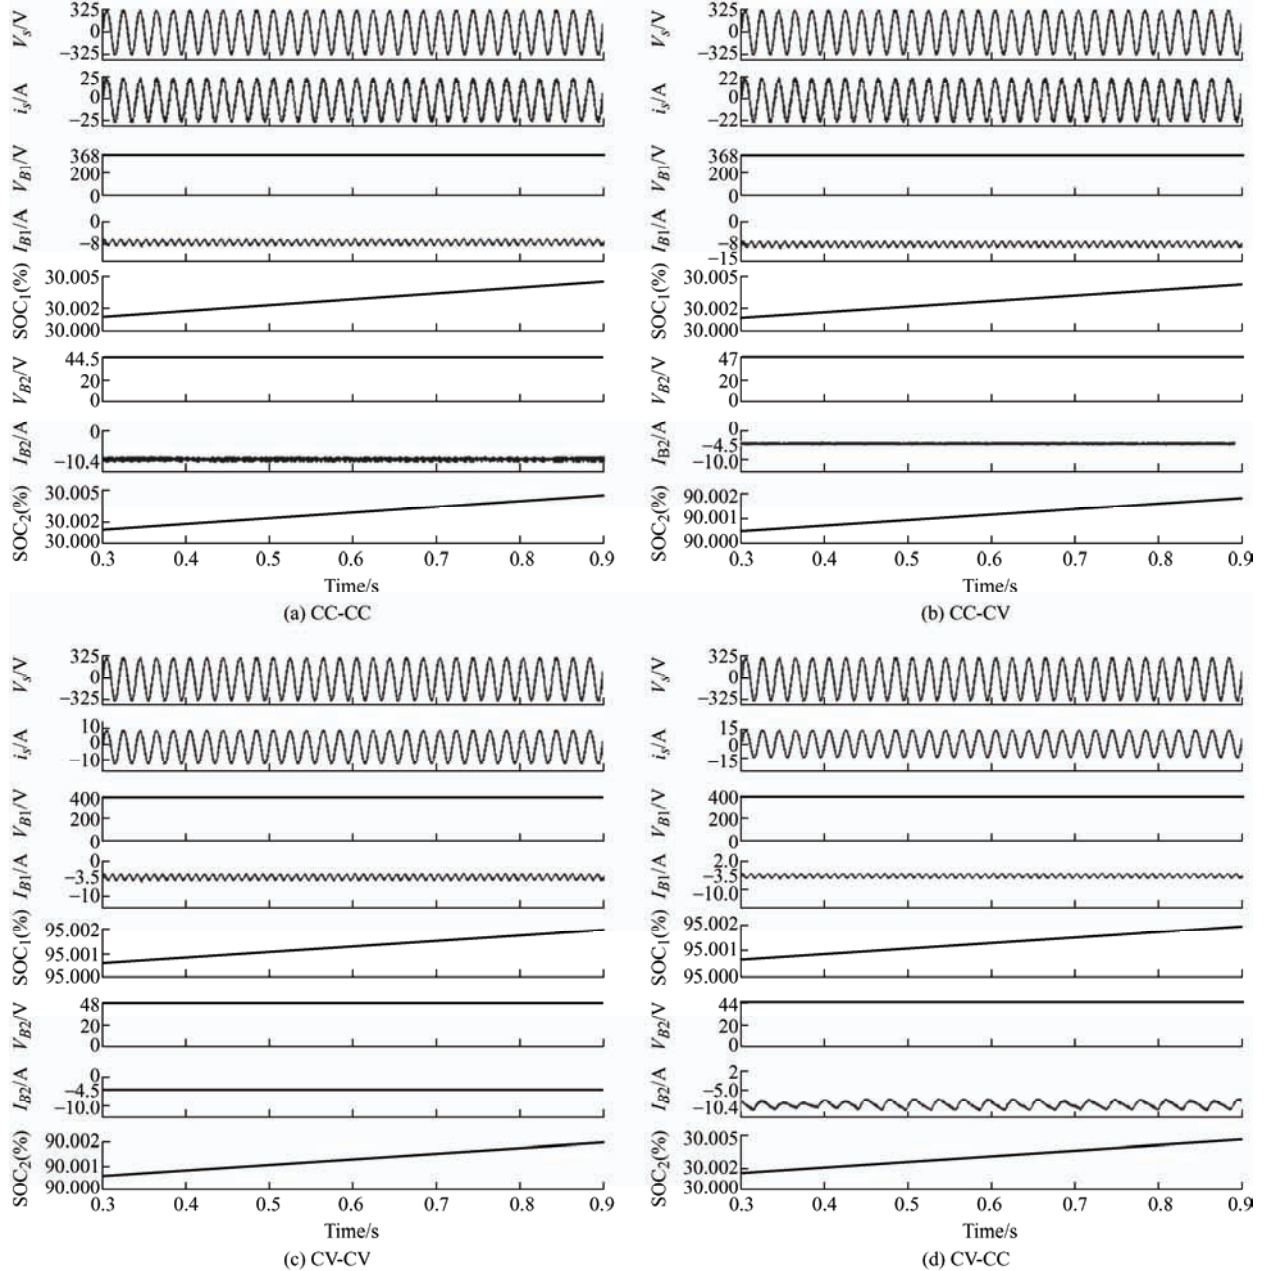 V_s/V
325
0
−325
i_s/A
25
0
−25
V_B1/V
368
200
0
I_B1/A
0
−8
SOC1(%)
30.005
30.002
30.000
V_B2/V
44.5
20
0
I_B2/A
0
−10.4
SOC2(%)
30.005
30.002
30.000
0.3 0.4 0.5 0.6 0.7 0.8 0.9
Time/s
(a) CC-CC
V_s/V
325
0
−325
i_s/A
22
0
−22
V_B1/V
368
200
0
I_B1/A
0
−8
−15
SOC1(%)
30.005
30.002
30.000
V_B2/V
47
20
0
I_B2/A
0
−4.5
−10.0
SOC2(%)
90.002
90.001
90.000
0.3 0.4 0.5 0.6 0.7 0.8 0.9
Time/s
(b) CC-CV
V_s/V
325
0
−325
i_s/A
10
0
−10
V_B1/V
400
200
0
I_B1/A
0
−3.5
−10
SOC1(%)
95.002
95.001
95.000
V_B2/V
48
20
0
I_B2/A
0
−4.5
−10.0
SOC2(%)
90.002
90.001
90.000
0.3 0.4 0.5 0.6 0.7 0.8 0.9
Time/s
(c) CV-CV
V_s/V
325
0
−325
i_s/A
15
0
−15
V_B1/V
400
200
0
I_B1/A
2.0
−3.5
−10.0
SOC1(%)
95.002
95.001
95.000
V_B2/V
44
20
0
I_B2/A
2
−5.0
−10.4
SOC2(%)
30.005
30.002
30.000
0.3 0.4 0.5 0.6 0.7 0.8 0.9
Time/s
(d) CV-CC